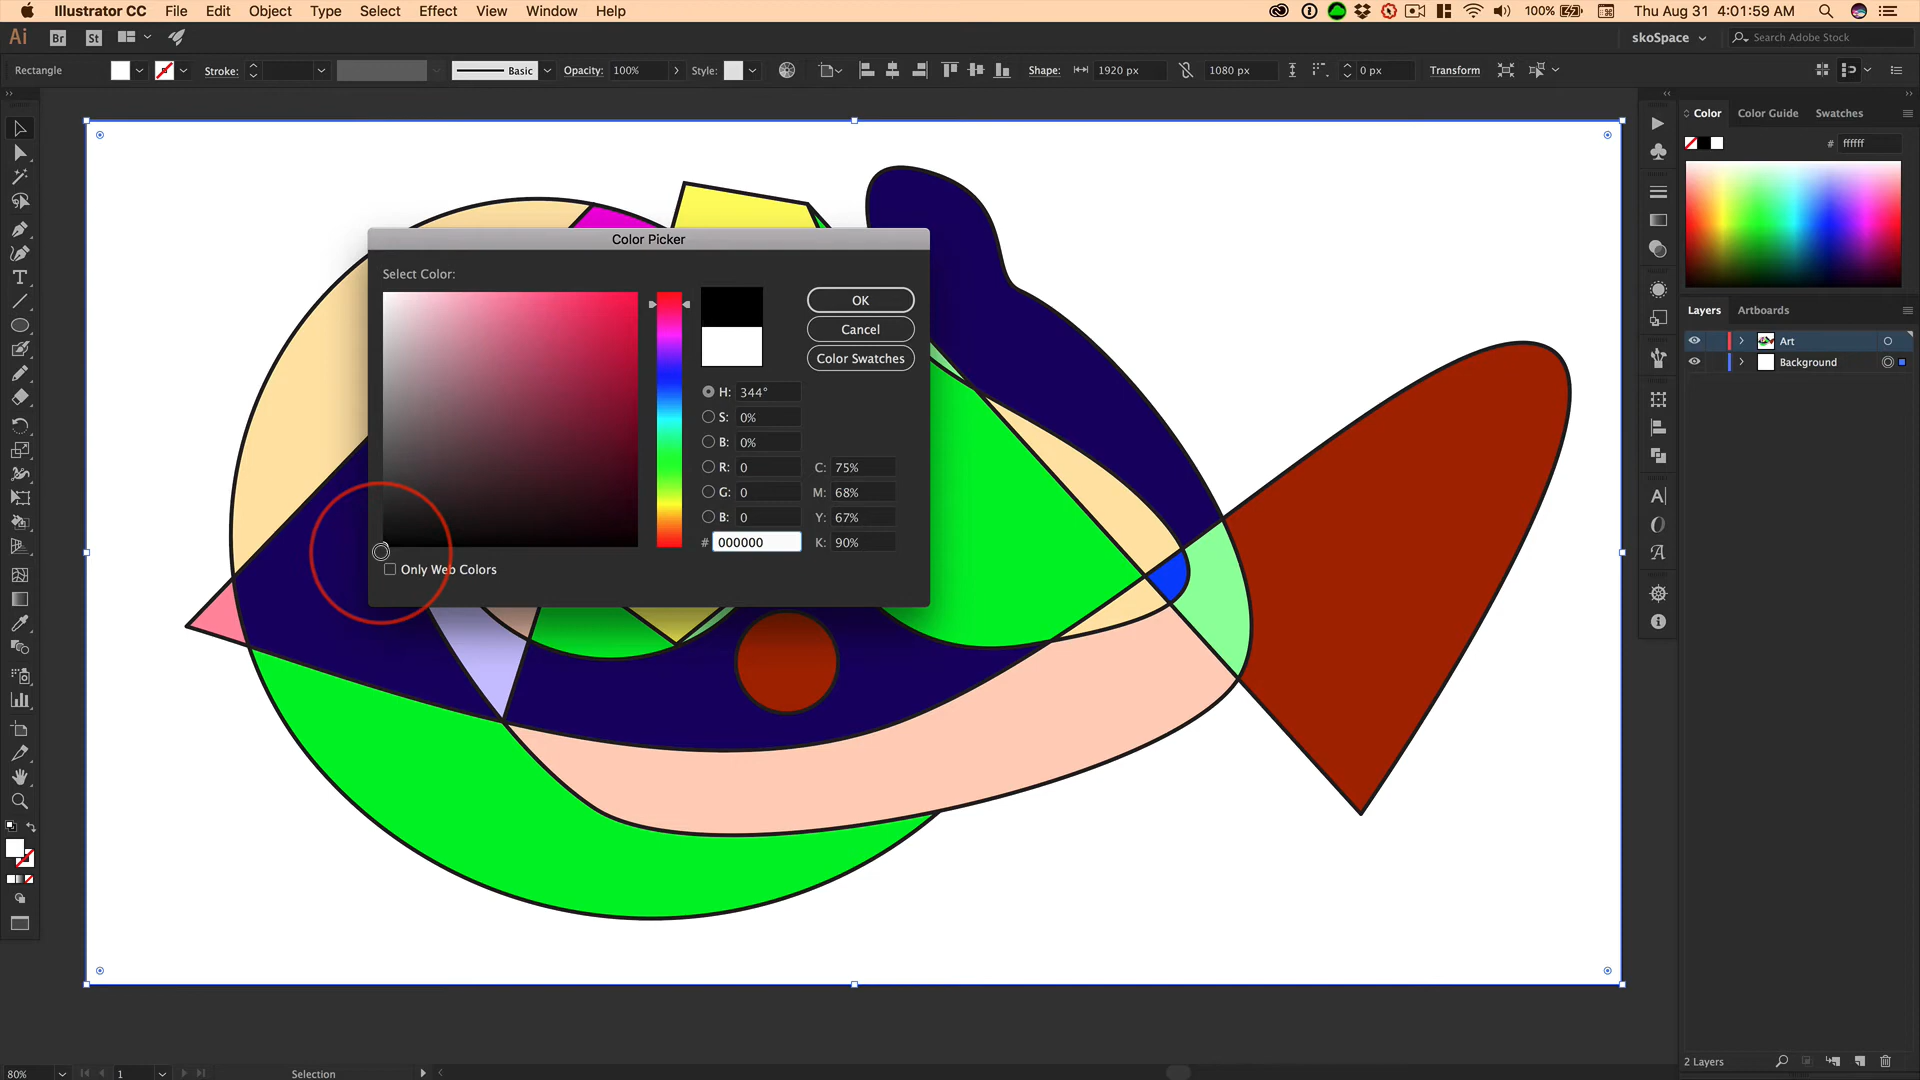 Illustrator CC File Edit Object Type Select Effect View Window Help 100% Thu Aug 31 4:01:59 AM
Ai Br St skoSpace Search Adobe Stock
Rectangle Stroke: Basic Opacity: 100% Style: Shape: 1920 px 1080 px 0 px Transform
Color Color Guide Swatches
# ffffff
Color Picker
Select Color:
OK
Cancel
Color Swatches
H: 344°
S: 0%
B: 0%
R: 0 C: 75%
G: 0 M: 68%
B: 0 Y: 67%
# 000000 K: 90%
Only Web Colors
Layers Artboards
Art
Background
2 Layers
80% 1 Selection